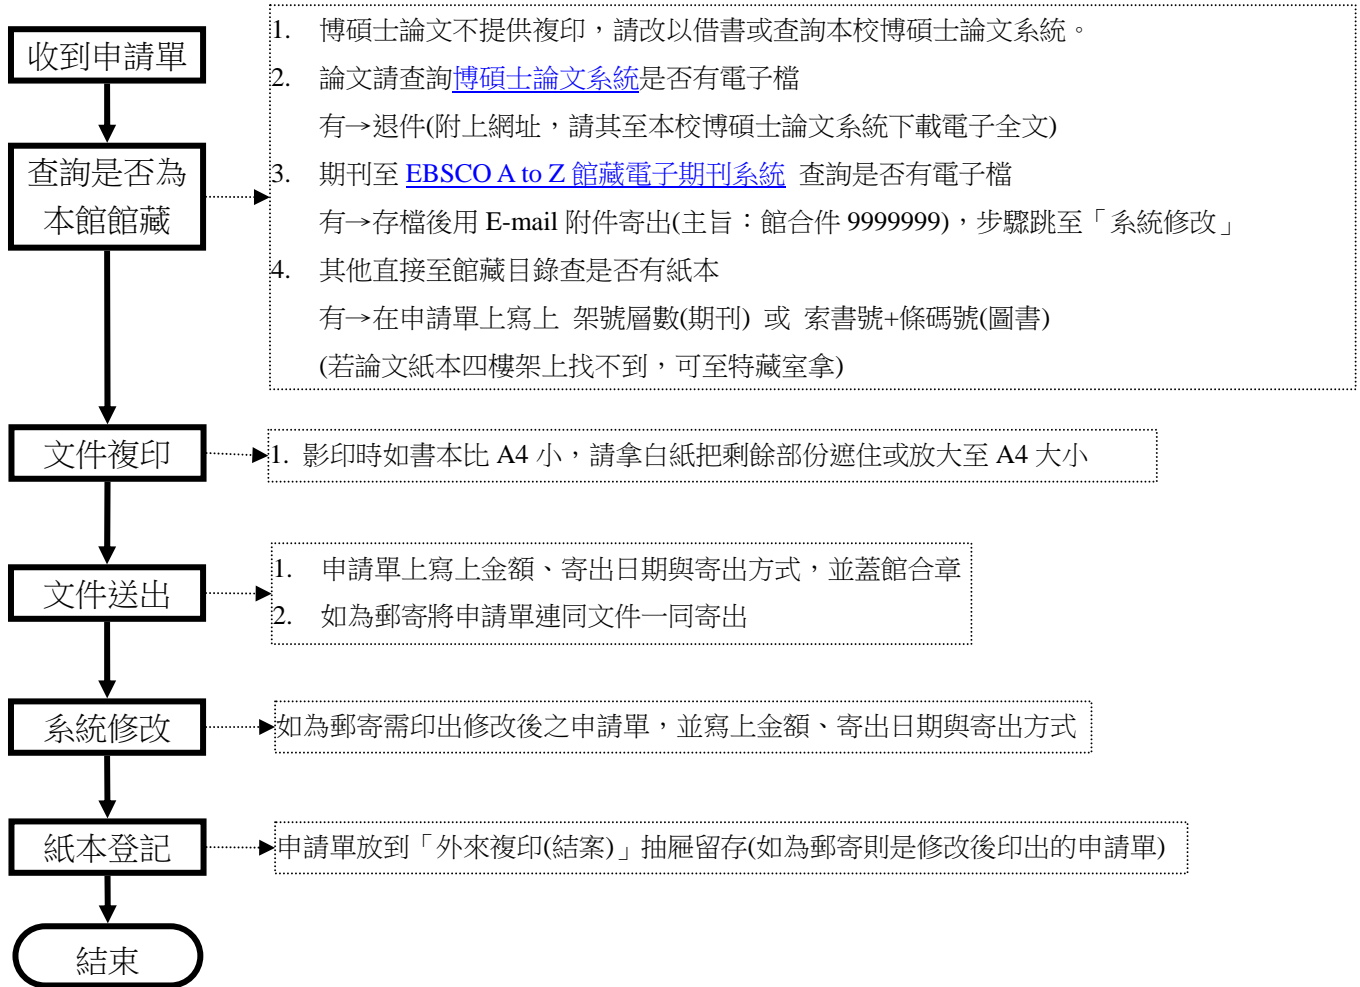 收到申請單
查詢是否為
本館館藏
1. 博碩士論文不提供複印，請改以借書或查詢本校博碩士論文系統。
2. 論文請查詢博碩士論文系統是否有電子檔
有→退件(附上網址，請其至本校博碩士論文系統下載電子全文)
3. 期刊至 EBSCO A to Z 館藏電子期刊系統 查詢是否有電子檔
有→存檔後用 E-mail 附件寄出(主旨：館合件 9999999)，步驟跳至「系統修改」
4. 其他直接至館藏目錄查是否有紙本
有→在申請單上寫上 架號層數(期刊) 或 索書號+條碼號(圖書)
(若論文紙本四樓架上找不到，可至特藏室拿)
文件複印
1. 影印時如書本比 A4 小，請拿白紙把剩餘部份遮住或放大至 A4 大小
文件送出
1. 申請單上寫上金額、寄出日期與寄出方式，並蓋館合章
2. 如為郵寄將申請單連同文件一同寄出
系統修改
如為郵寄需印出修改後之申請單，並寫上金額、寄出日期與寄出方式
紙本登記
申請單放到「外來複印(結案)」抽屜留存(如為郵寄則是修改後印出的申請單)
結束